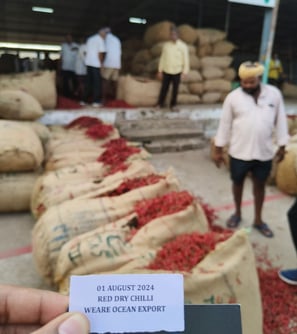 01 AUGUST 2024
RED DRY CHILLI
WEARE OCEAN EXPORT